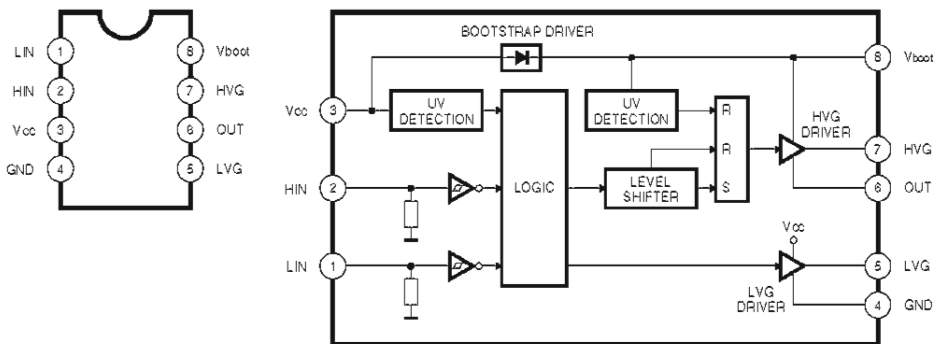 LIN 1
8 Vboot
HIN 2
7 HVG
Vcc 3
6 OUT
GND 4
5 LVG
BOOTSTRAP DRIVER
8 Vboot
Vcc 3
UV
DETECTION
UV
DETECTION
R
HVG
DRIVER
R
7 HVG
HIN 2
LOGIC
LEVEL
SHIFTER
S
6 OUT
Vcc
LIN 1
5 LVG
LVG
DRIVER
4 GND